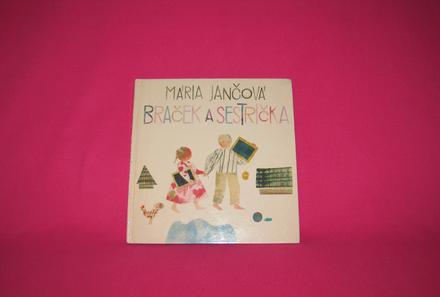 MÁRIA JANČOVÁ
BRAČEK A SESTRIČKA